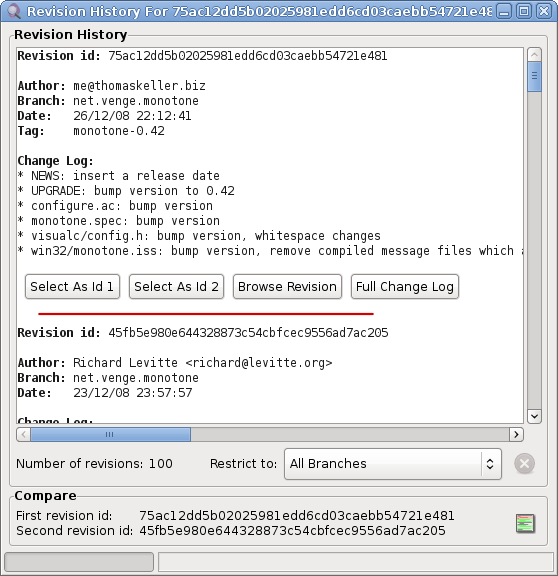 Revision History For 75ac12dd5b02025981edd6cd03caebb54721e48
Revision History
Revision id: 75ac12dd5b02025981edd6cd03caebb54721e481
Author: me@thomaskeller.biz
Branch: net.venge.monotone
Date: 26/12/08 22:12:41
Tag: monotone-0.42
Change Log:
* NEWS: insert a release date
* UPGRADE: bump version to 0.42
* configure.ac: bump version
* monotone.spec: bump version
* visualc/config.h: bump version, whitespace changes
* win32/monotone.iss: bump version, remove compiled message files which
Select As Id 1 Select As Id 2 Browse Revision Full Change Log
Revision id: 45fb5e980e644328873c54cbfcec9556ad7ac205
Author: Richard Levitte <richard@levitte.org>
Branch: net.venge.monotone
Date: 23/12/08 23:57:57
Change Log:
Number of revisions: 100 Restrict to: All Branches
Compare
First revision id: 75ac12dd5b02025981edd6cd03caebb54721e481
Second revision id: 45fb5e980e644328873c54cbfcec9556ad7ac205